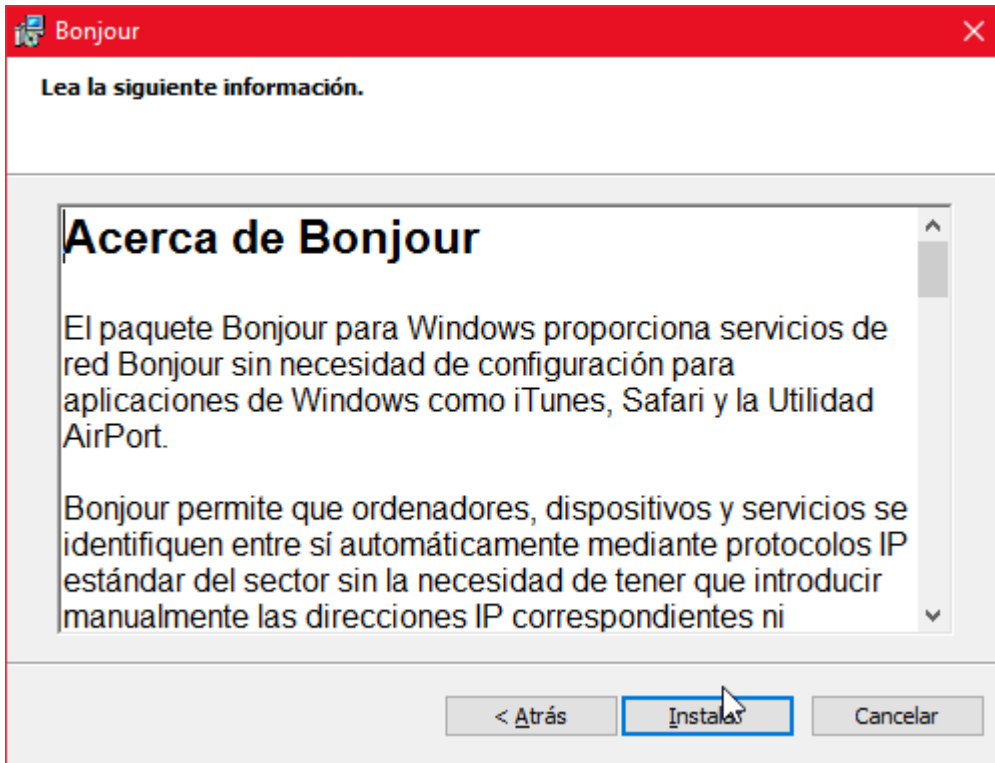 Bonjour
Lea la siguiente información.
Acerca de Bonjour
El paquete Bonjour para Windows proporciona servicios de
red Bonjour sin necesidad de configuración para
aplicaciones de Windows como iTunes, Safari y la Utilidad
AirPort.
Bonjour permite que ordenadores, dispositivos y servicios se
identifiquen entre sí automáticamente mediante protocolos IP
estándar del sector sin la necesidad de tener que introducir
manualmente las direcciones IP correspondientes ni
< Atrás
Instalar
Cancelar